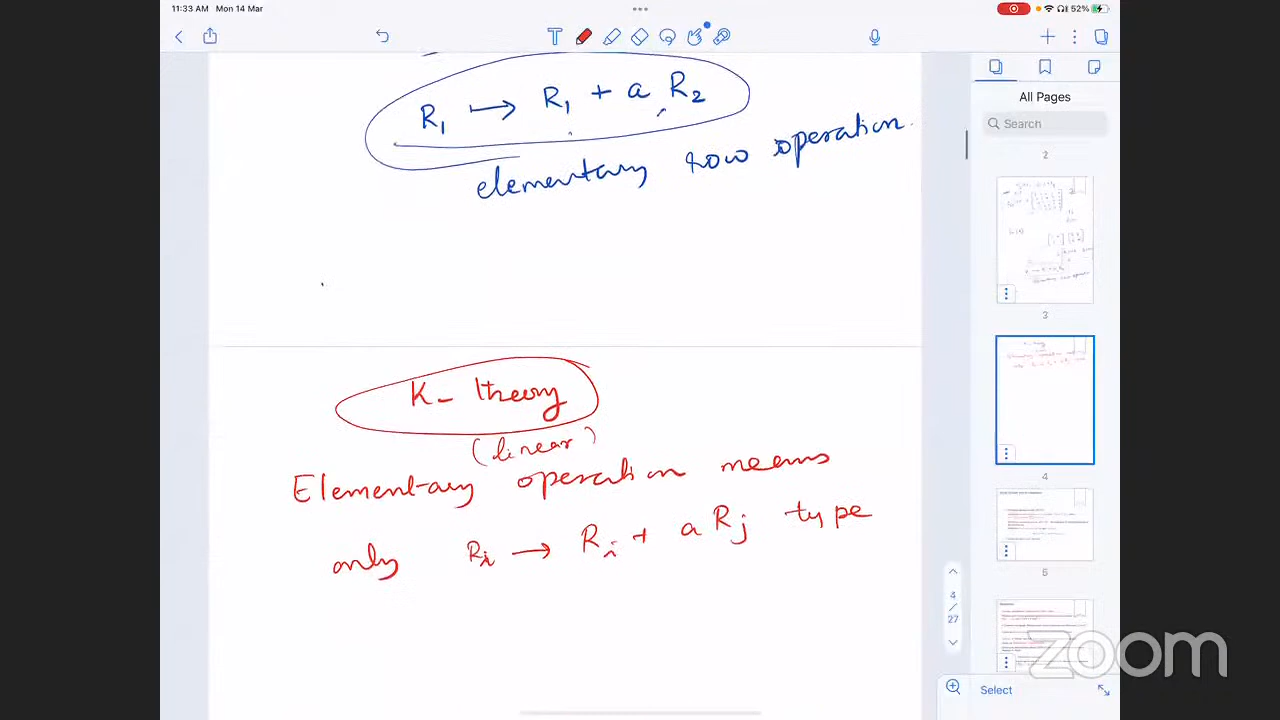 11:33 AM Mon 14 Mar
52%
R₁ ⟼ R₁ + a R₂
elementary row operation.
K- theory
(linear)
Elementary operation means
only Rᵢ → Rᵢ + a Rⱼ type
All Pages
Search
2
3
4
5
4
/
27
zoom
Select